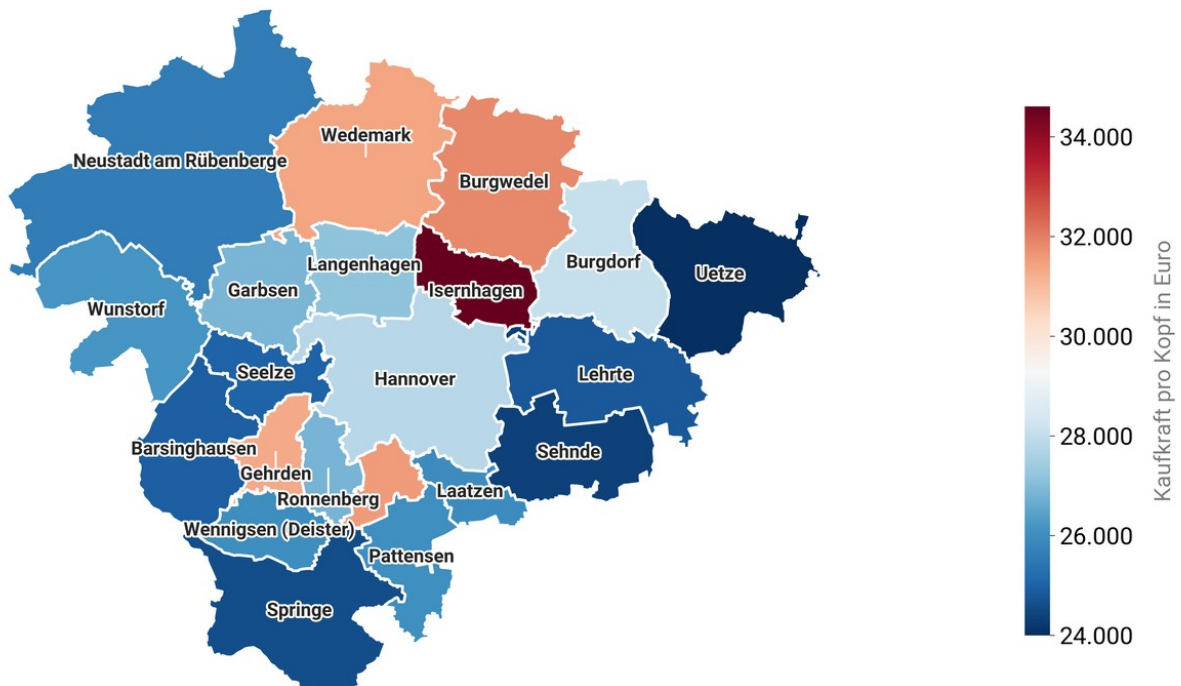 Wedemark
Neustadt am Rübenberge
Burgwedel
Langenhagen
Burgdorf
Uetze
Garbsen
Isernhagen
Wunstorf
Seelze
Hannover
Lehrte
Barsinghausen
Gehrden
Sehnde
Ronnenberg
Laatzen
Wennigsen (Deister)
Pattensen
Springe
34.000
32.000
30.000
28.000
26.000
24.000
Kaufkraft pro Kopf in Euro